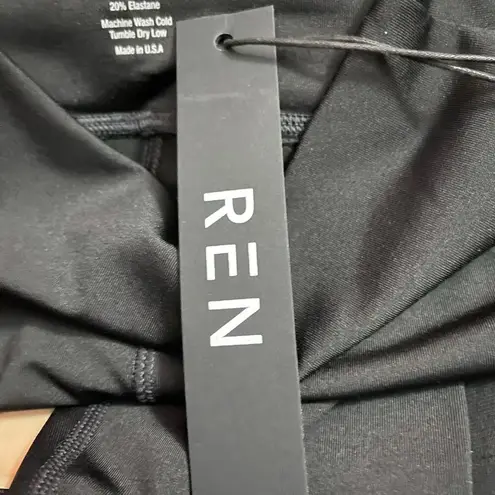 20% Elastane
Machine Wash Cold
Tumble Dry Low
Made in U.S.A
REN